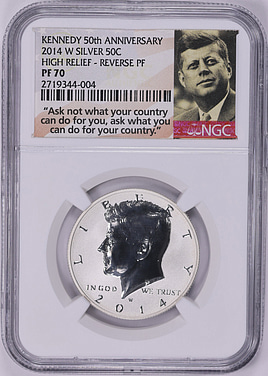 KENNEDY 50th ANNIVERSARY
2014 W SILVER 50C
HIGH RELIEF - REVERSE PF
PF 70
2719344-004
"Ask not what your country
can do for you, ask what you
can do for your country."
NGC
LIBERTY
IN GOD WE TRUST
W
2014